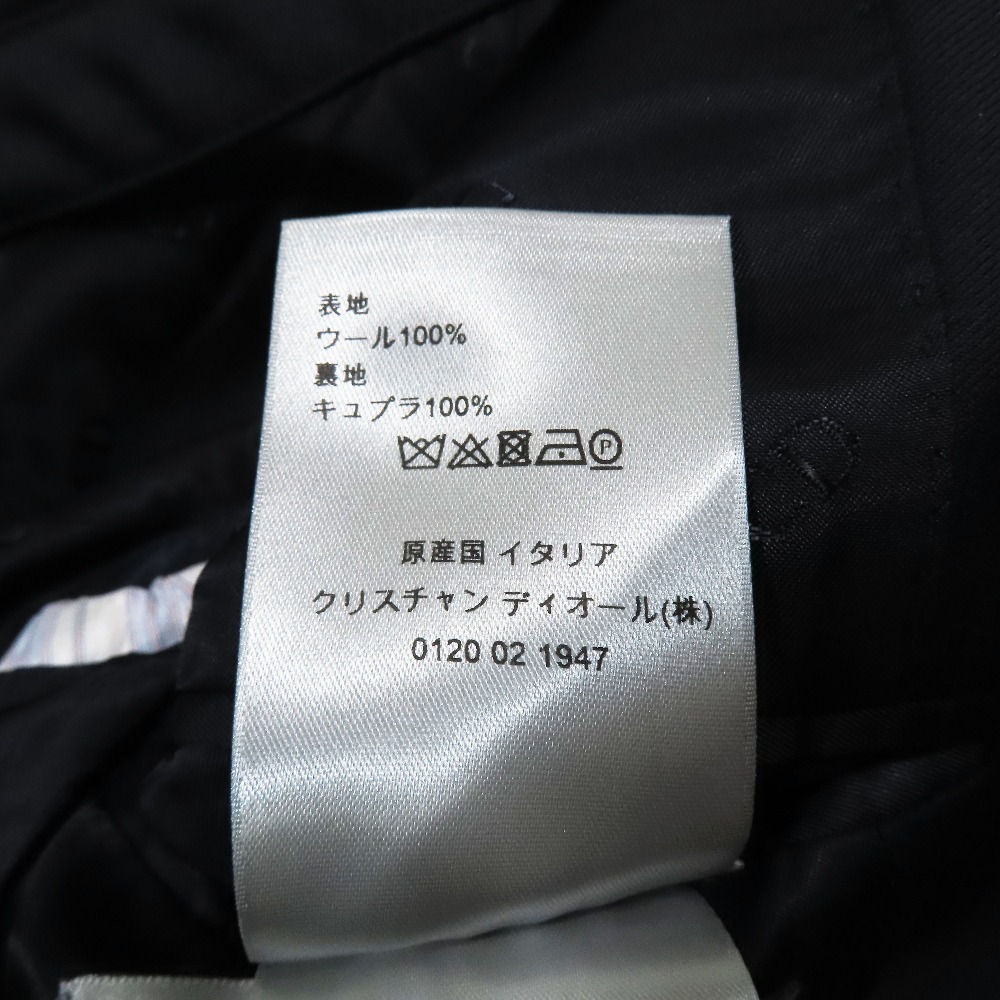 表地
ウール100%
裏地
キュプラ100%
P
原産国 イタリア
クリスチャン ディオール(株)
0120 02 1947